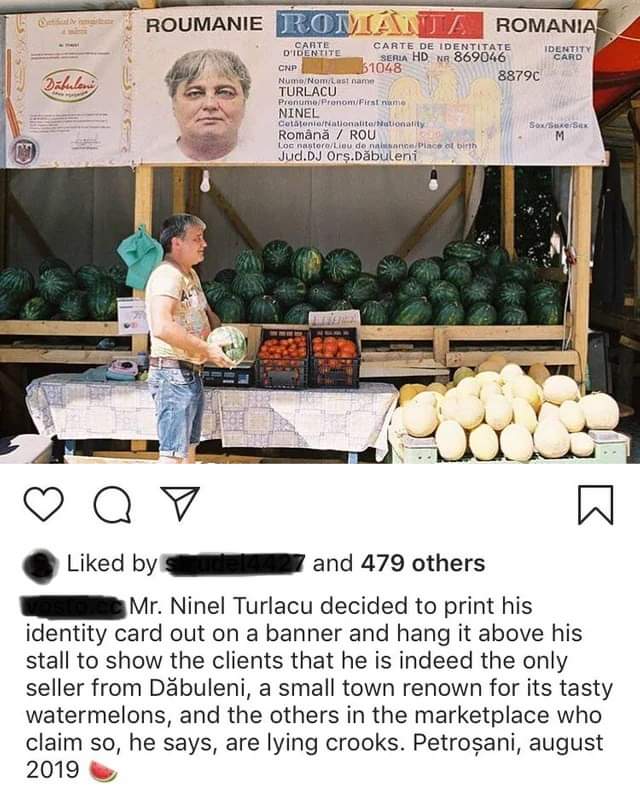 ROUMANIE ROMÂNIA ROMANIA
CARTE D'IDENTITE
CARTE DE IDENTITATE
IDENTITY CARD
SERIA HD NR 869046
CNP 51048 8879C
Nume/Nom/Last name
TURLACU
Prenume/Prenom/First name
NINEL
Cetățenie/Nationalite/Nationality
Sex/Sexe/Sex
Română / ROU
M
Loc naștere/Lieu de naissance/Place of birth
Jud.DJ Orș.Dăbuleni
Dăbuleni
Liked by and 479 others
Mr. Ninel Turlacu decided to print his
identity card out on a banner and hang it above his
stall to show the clients that he is indeed the only
seller from Dăbuleni, a small town renown for its tasty
watermelons, and the others in the marketplace who
claim so, he says, are lying crooks. Petroșani, august
2019 🍉